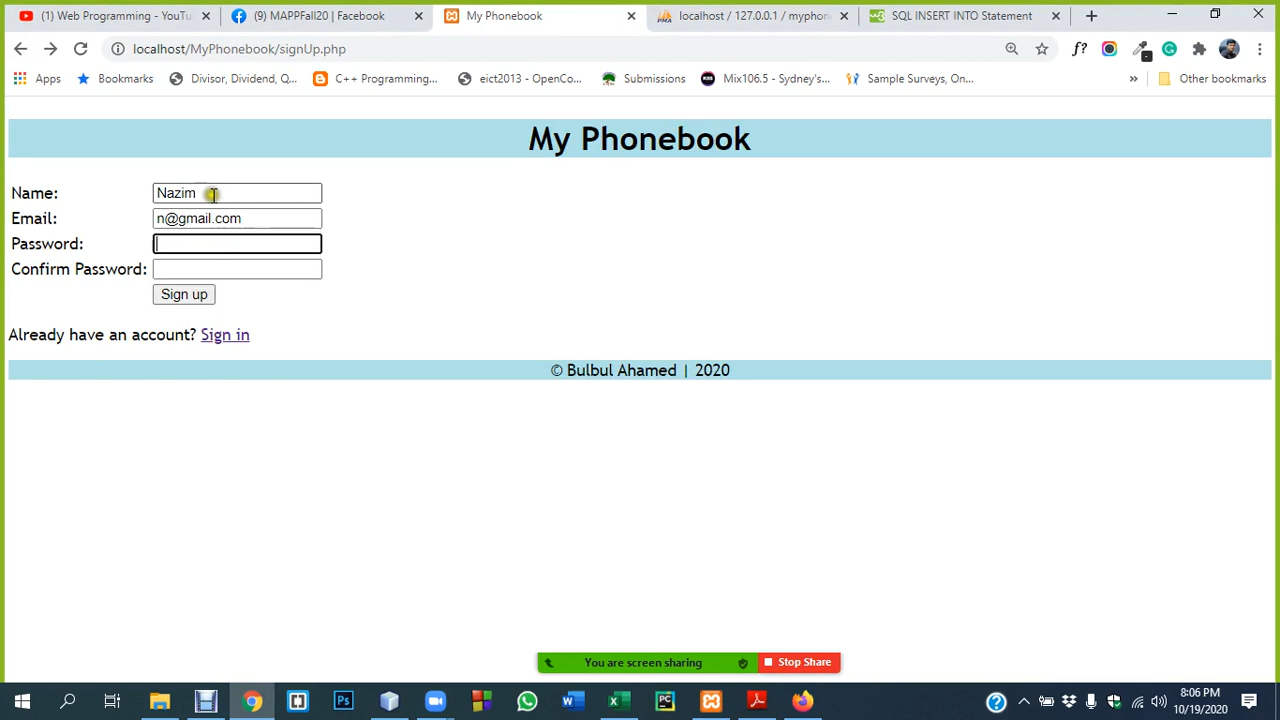 (1) Web Programming - YouTu
(9) MAPPFall20 | Facebook
My Phonebook
localhost / 127.0.0.1 / myphon
SQL INSERT INTO Statement
localhost/MyPhonebook/signUp.php
Apps
Bookmarks
Divisor, Dividend, Q...
C++ Programming...
eict2013 - OpenCo...
Submissions
Mix106.5 - Sydney's...
Sample Surveys, On...
»
Other bookmarks
My Phonebook
Name: Nazim
Email: n@gmail.com
Password:
Confirm Password:
Sign up
Already have an account? Sign in
© Bulbul Ahamed | 2020
You are screen sharing
Stop Share
8:06 PM
10/19/2020